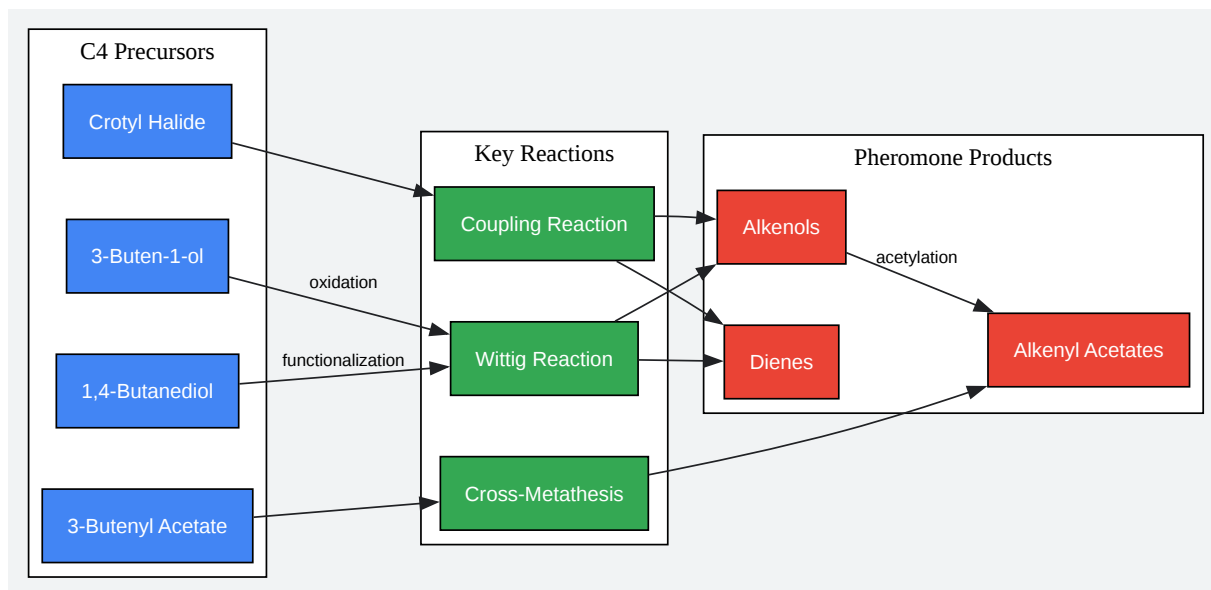 C4 Precursors
Crotyl Halide
3-Buten-1-ol
1,4-Butanediol
3-Butenyl Acetate
oxidation
functionalization
Key Reactions
Coupling Reaction
Wittig Reaction
Cross-Metathesis
Pheromone Products
Alkenols
Dienes
acetylation
Alkenyl Acetates